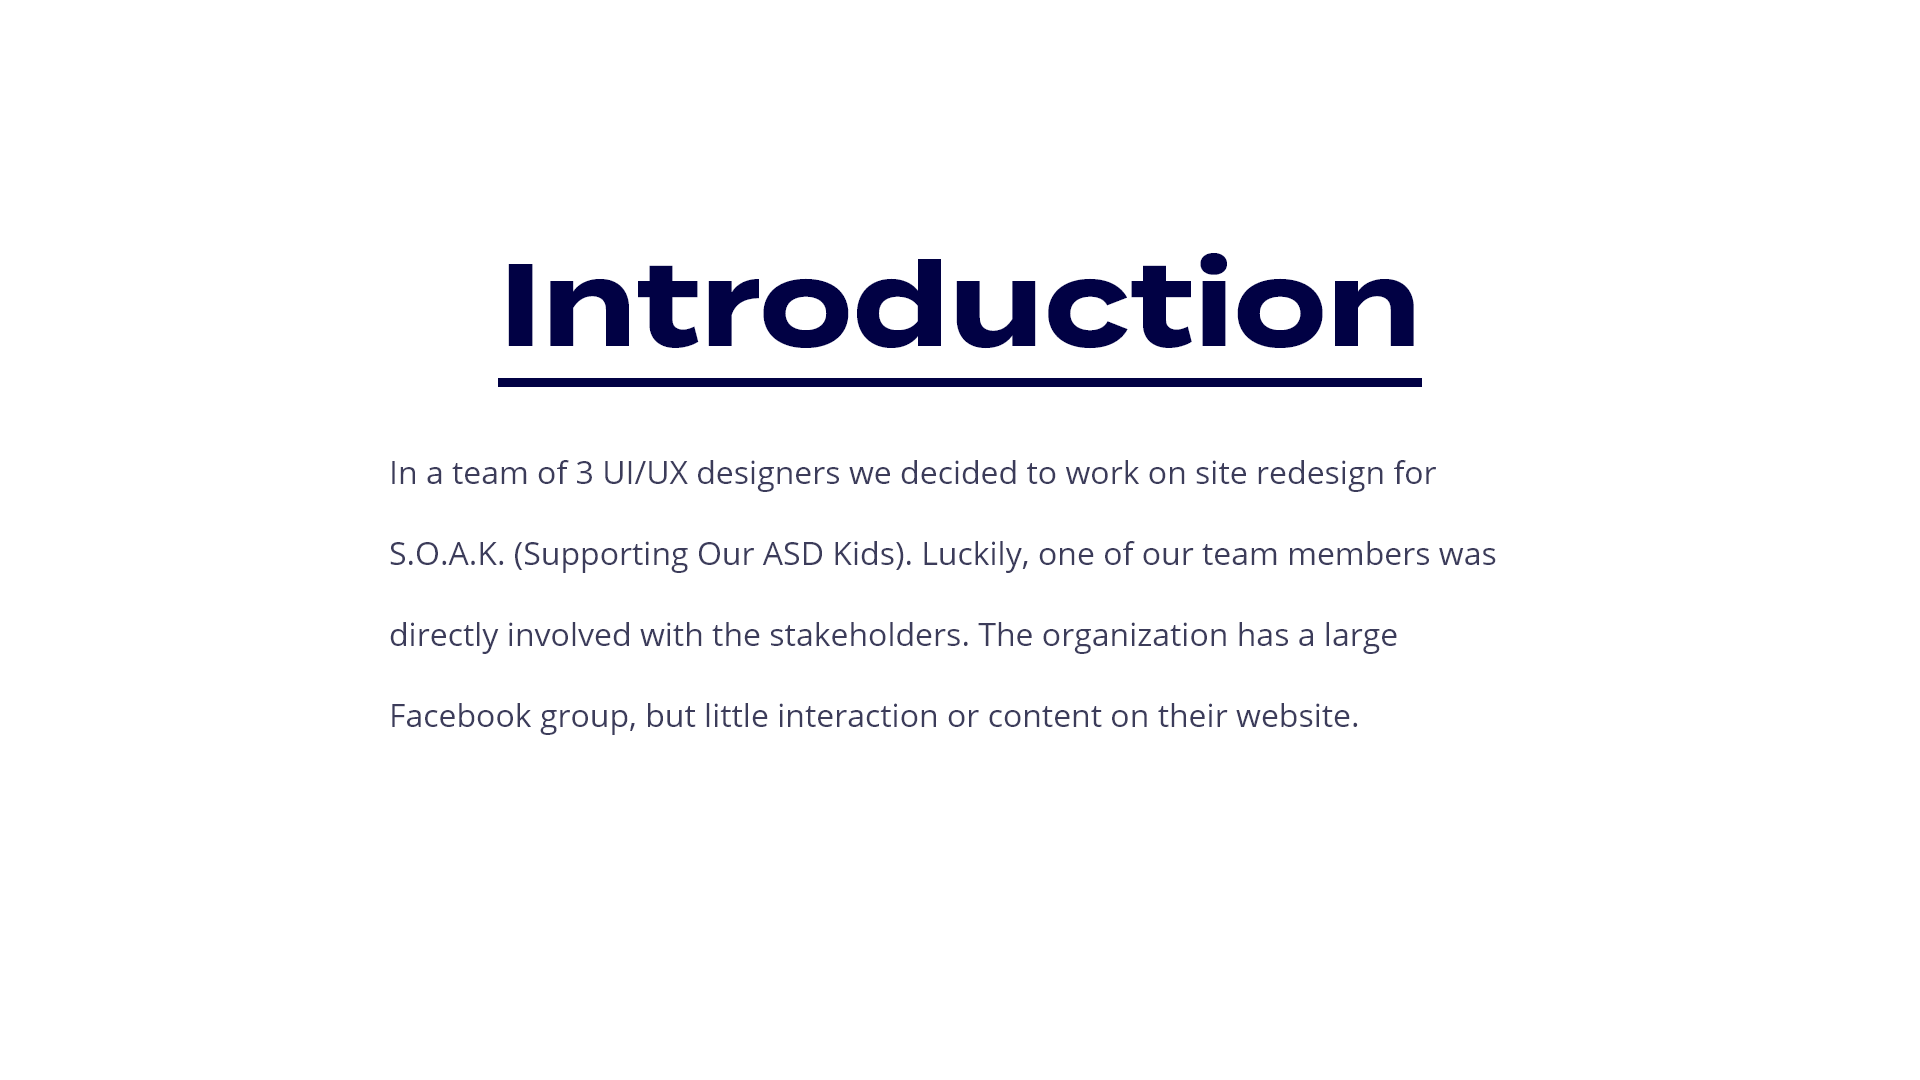 Introduction
In a team of 3 UI/UX designers we decided to work on site redesign for
S.O.A.K. (Supporting Our ASD Kids). Luckily, one of our team members was
directly involved with the stakeholders. The organization has a large
Facebook group, but little interaction or content on their website.